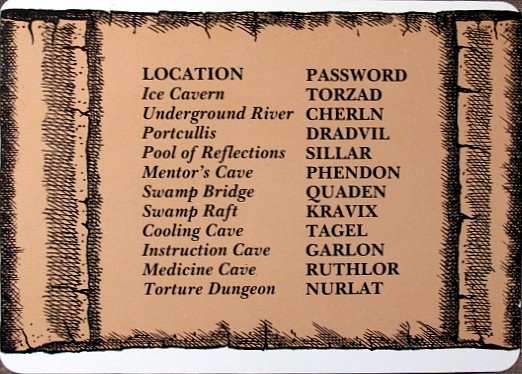 LOCATION PASSWORD
Ice Cavern TORZAD
Underground River CHERLN
Portcullis DRADVIL
Pool of Reflections SILLAR
Mentor's Cave PHENDON
Swamp Bridge QUADEN
Swamp Raft KRAVIX
Cooling Cave TAGEL
Instruction Cave GARLON
Medicine Cave RUTHLOR
Torture Dungeon NURLAT